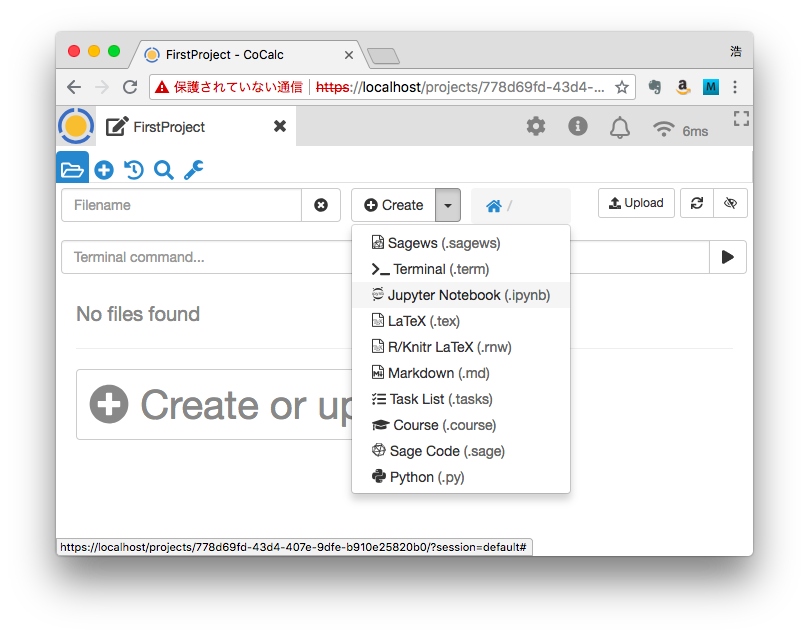 FirstProject - CoCalc
浩
保護されていない通信 https://localhost/projects/778d69fd-43d4-...
FirstProject
6ms
Filename
Create
/
Upload
Terminal command...
Sagews (.sagews)
Terminal (.term)
Jupyter Notebook (.ipynb)
LaTeX (.tex)
R/Knitr LaTeX (.rnw)
Markdown (.md)
Task List (.tasks)
Course (.course)
Sage Code (.sage)
Python (.py)
No files found
Create or up
https://localhost/projects/778d69fd-43d4-407e-9dfe-b910e25820b0/?session=default#